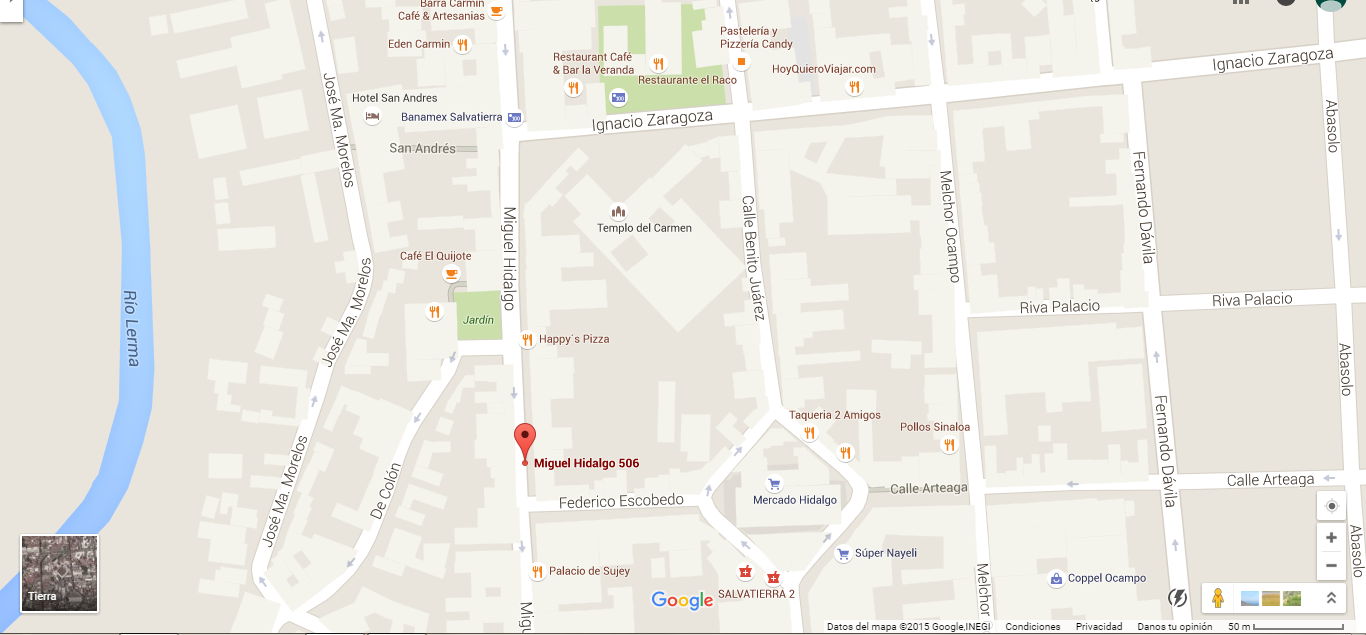 Barra Carmin
Café & Artesanias
Eden Carmin
Pastelería y
Pizzería Candy
Restaurant Café
& Bar la Veranda
Restaurante el Raco
HoyQuieroViajar.com
Ignacio Zaragoza
Hotel San Andres
Banamex Salvatierra
Ignacio Zaragoza
San Andrés
José Ma. Morelos
Abasolo
Templo del Carmen
Miguel Hidalgo
Calle Benito Juárez
Melchor Ocampo
Fernando Dávila
Café El Quijote
Río Lerma
José Ma. Morelos
Jardín
Riva Palacio
Riva Palacio
Happy´s Pizza
Abasolo
Taqueria 2 Amigos
Pollos Sinaloa
Fernando Dávila
Miguel Hidalgo 506
José Ma. Morelos
De Colón
Federico Escobedo
Mercado Hidalgo
Calle Arteaga
Calle Arteaga
Abasolo
Súper Nayeli
Palacio de Sujey
SALVATIERRA 2
Coppel Ocampo
Melchor
Migu
Tierra
Google
Datos del mapa ©2015 Google,INEGI Condiciones Privacidad Danos tu opinión 50 m